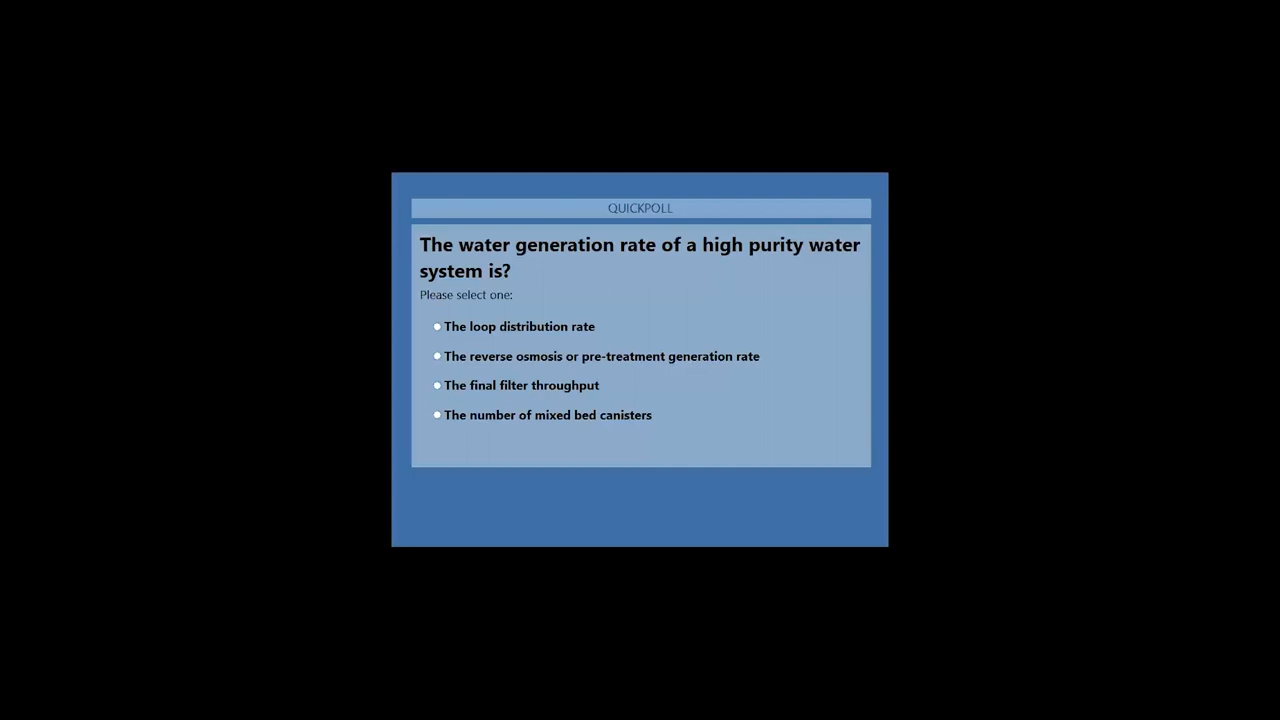 QUICKPOLL
The water generation rate of a high purity water
system is?
Please select one:
The loop distribution rate
The reverse osmosis or pre-treatment generation rate
The final filter throughput
The number of mixed bed canisters